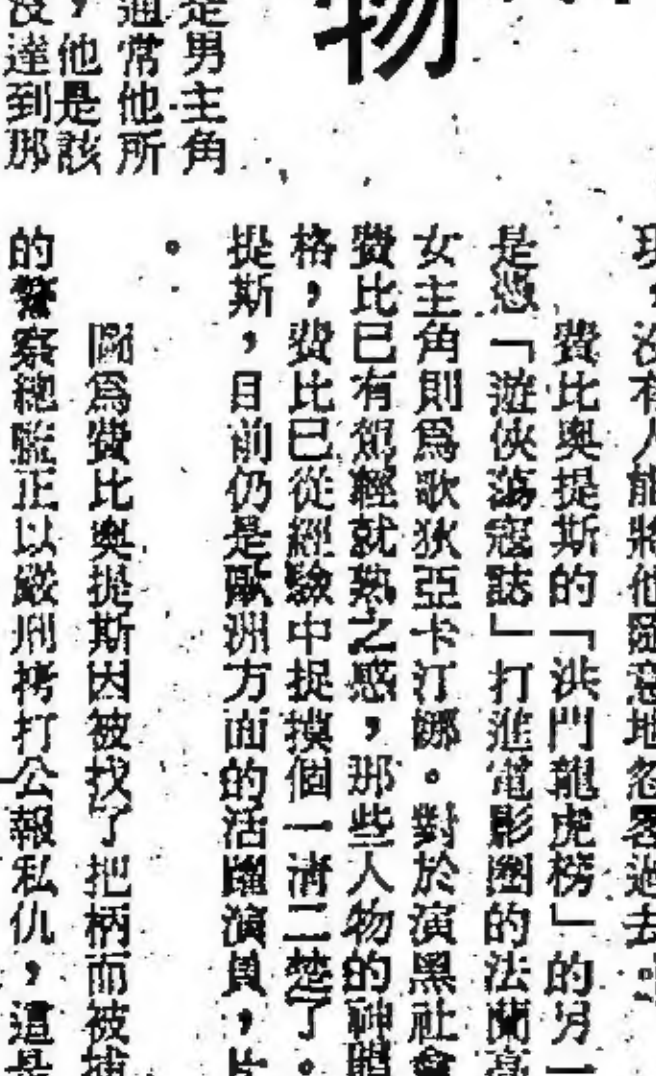 物
是男主角
通常他所
，他是該
沒達到那
現，沒有人能將他隨意地忽略過去，
費比奧提斯的「洪門龍虎榜」的另一
是憑「遊俠蕩寇誌」打進電影圈的法蘭高
女主角則為歌狄亞卡汀娜。對於演黑社會
費比已有駕輕就熟之感，那些人物的神韻
格，費比已從經驗中捉摸個一清二楚了。
提斯，目前仍是歐洲方面的活躍演員，片
。
為費比奧提斯因被找了把柄而被捕
的警察總監正以嚴刑拷打公報私仇，這是